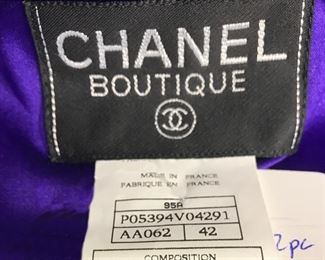 CHANEL
BOUTIQUE
MADE IN FRANCE
FABRIQUE EN FRANCE
95A
P05394V04291
AA062 42
2pc
COMPOSITION